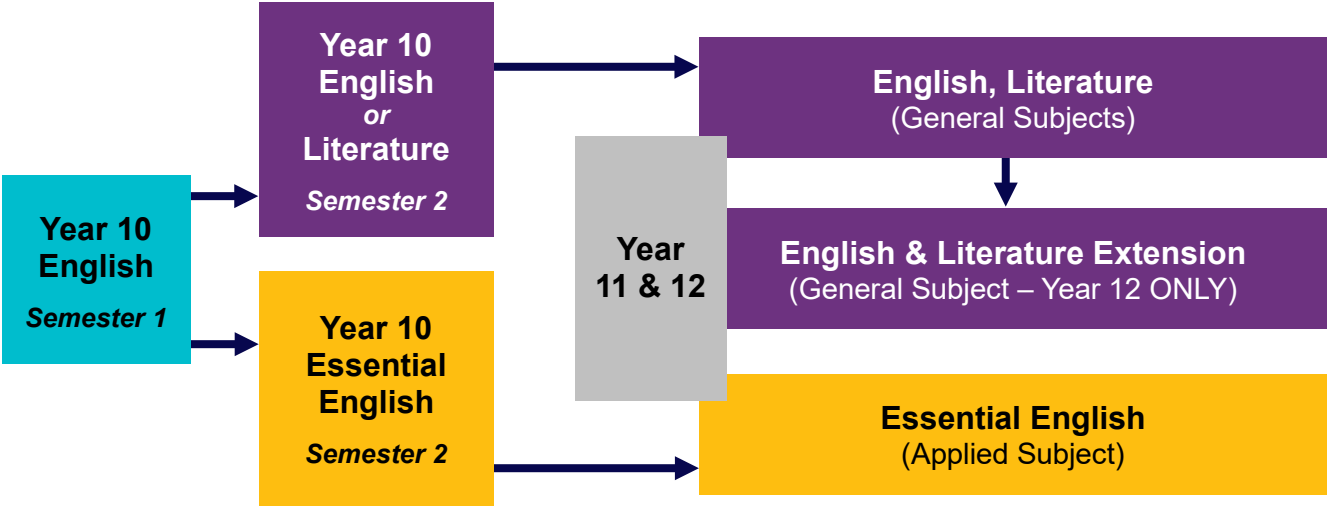 Year 10
English
Semester 1
Year 10
English
or
Literature
Semester 2
Year 10
Essential
English
Semester 2
Year
11 & 12
English, Literature
(General Subjects)
English & Literature Extension
(General Subject – Year 12 ONLY)
Essential English
(Applied Subject)